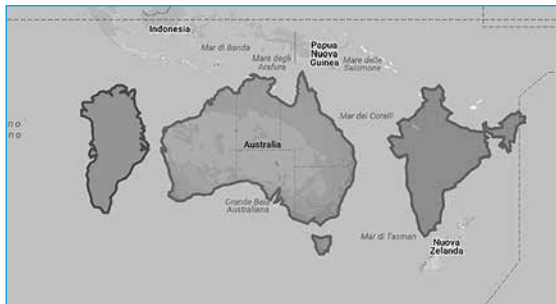 Indonesia
Mar di Banda
Papua
Nuova
Guinea
Mare degli
Arafura
Mare delle
Salomone
Mar dei Coralli
n o
n o
Australia
Grande Baia
Australiana
Mar di Tasman
Nuova
Zelanda